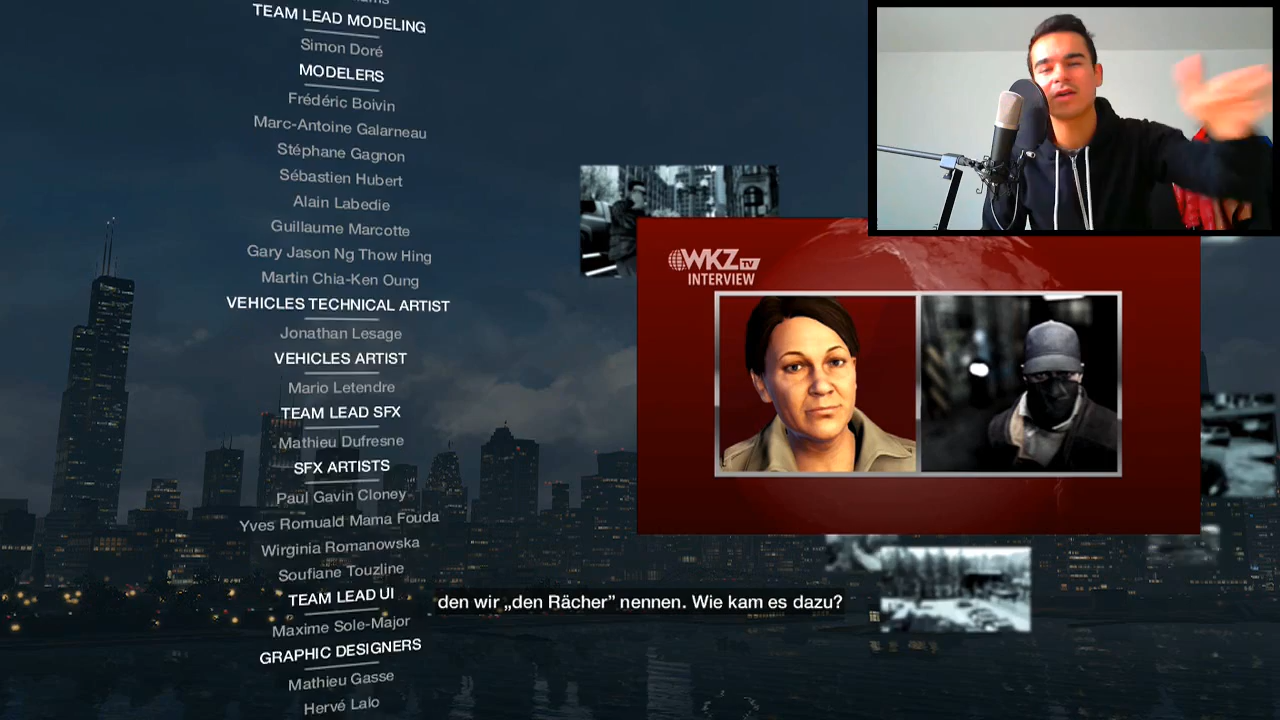 TEAM LEAD MODELING
Simon Doré
MODELERS
Frédéric Boivin
Marc-Antoine Galarneau
Stéphane Gagnon
Sébastien Hubert
Alain Labedie
Guillaume Marcotte
Gary Jason Ng Thow Hing
Martin Chia-Ken Oung
VEHICLES TECHNICAL ARTIST
Jonathan Lesage
VEHICLES ARTIST
Mario Letendre
TEAM LEAD SFX
Mathieu Dufresne
SFX ARTISTS
Paul Gavin Cloney
Yves Romuald Mama Fouda
Wirginia Romanowska
Soufiane Touzline
TEAM LEAD UI
Maxime Sole-Major
GRAPHIC DESIGNERS
Mathieu Gasse
Hervé Lalo
WKZ TV
INTERVIEW
den wir „den Rächer” nennen. Wie kam es dazu?